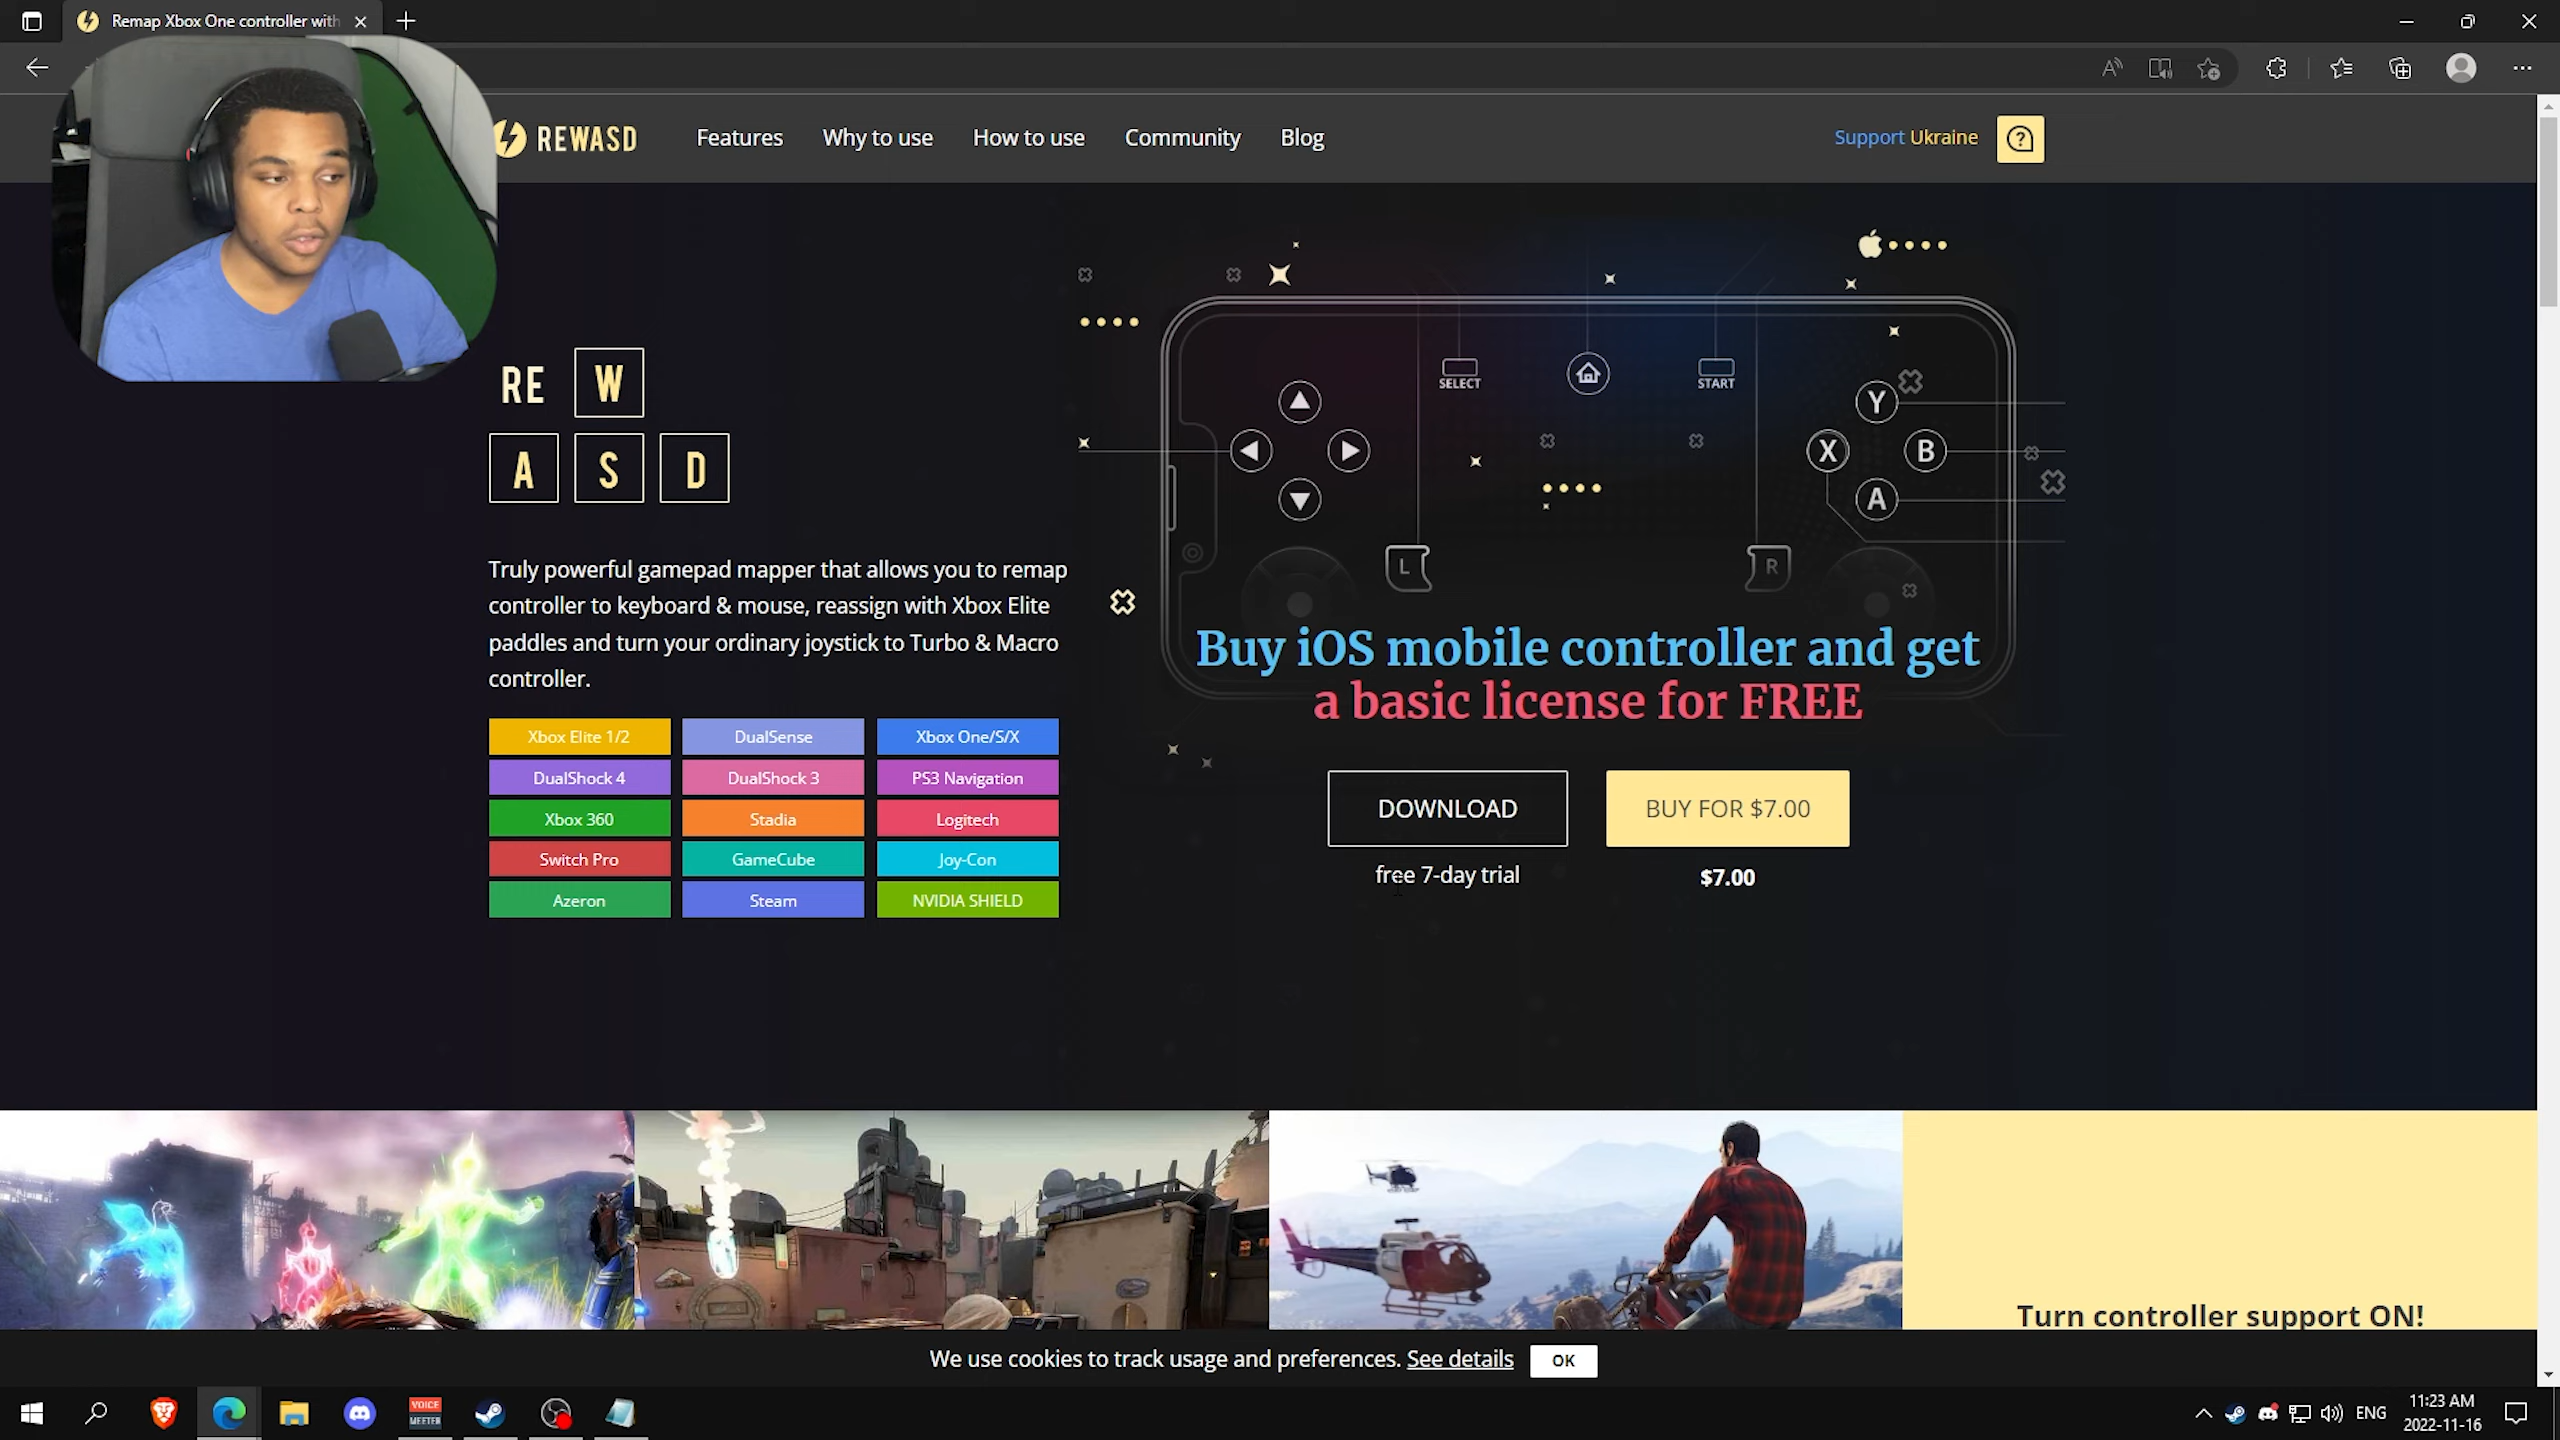 Remap Xbox One controller with
REWASD
Features
Why to use
How to use
Community
Blog
Support Ukraine
RE W
A S D
Truly powerful gamepad mapper that allows you to remap
controller to keyboard & mouse, reassign with Xbox Elite
paddles and turn your ordinary joystick to Turbo & Macro
controller.
Xbox Elite 1/2
DualSense
Xbox One/S/X
DualShock 4
DualShock 3
PS3 Navigation
Xbox 360
Stadia
Logitech
Switch Pro
GameCube
Joy-Con
Azeron
Steam
NVIDIA SHIELD
SELECT
START
Y
X
B
A
L
R
Buy iOS mobile controller and get
a basic license for FREE
DOWNLOAD
BUY FOR $7.00
free 7-day trial
$7.00
Turn controller support ON!
We use cookies to track usage and preferences. See details
OK
VOICE
MEETER
ENG
11:23 AM
2022-11-16